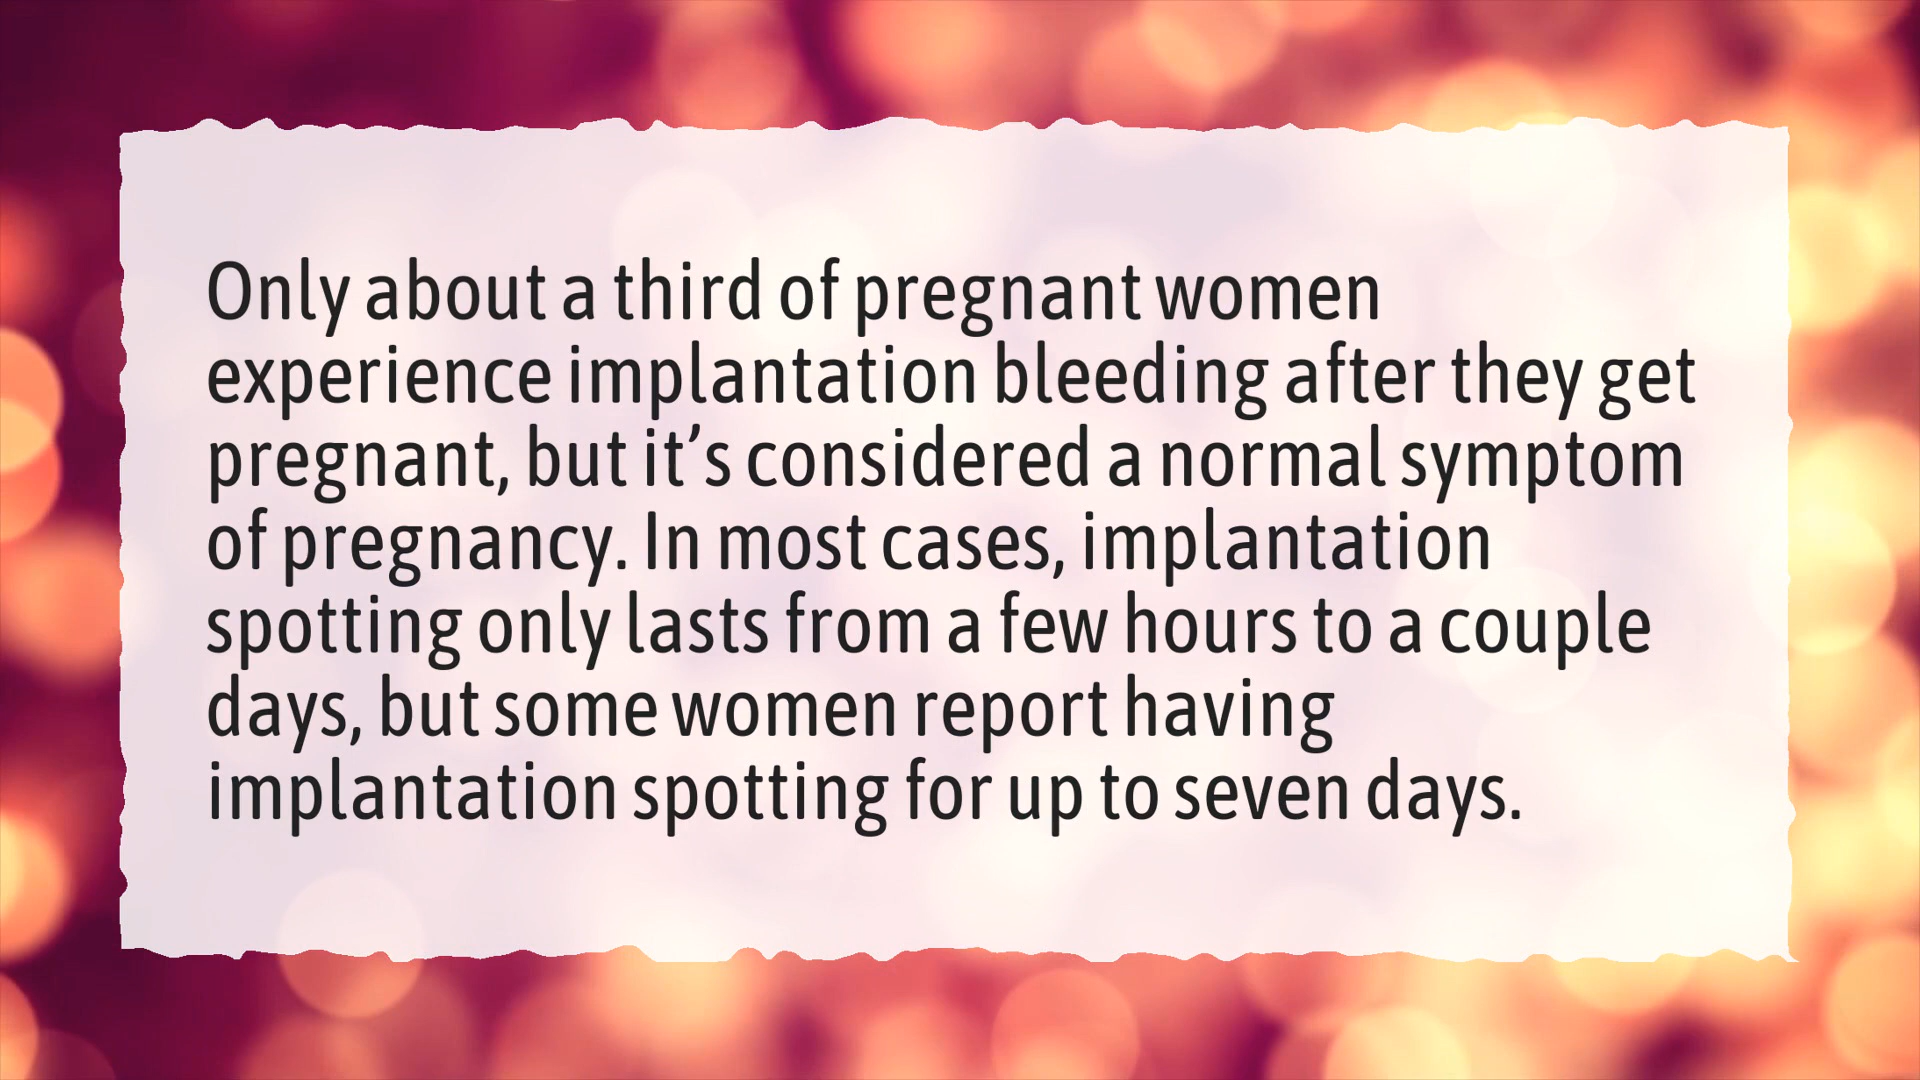 Only about a third of pregnant women
experience implantation bleeding after they get
pregnant, but it’s considered a normal symptom
of pregnancy. In most cases, implantation
spotting only lasts from a few hours to a couple
days, but some women report having
implantation spotting for up to seven days.